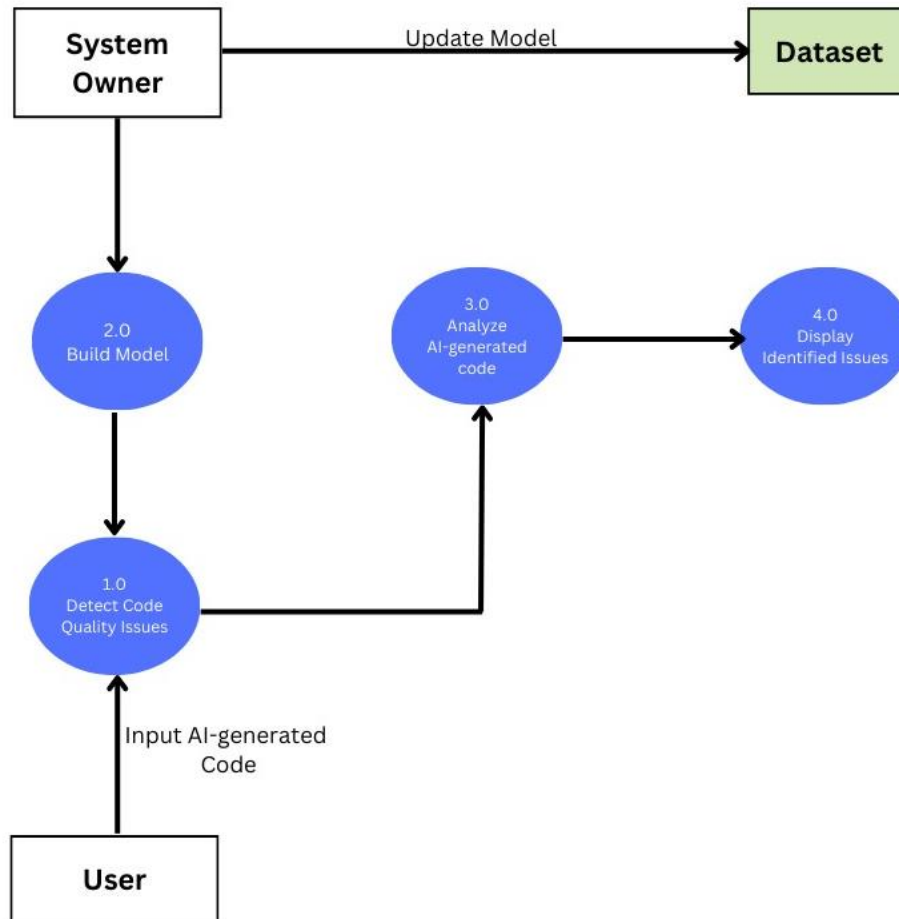 System
Owner
Update Model
Dataset
2.0
Build Model
3.0
Analyze
AI-generated
code
4.0
Display
Identified Issues
1.0
Detect Code
Quality Issues
Input AI-generated
Code
User